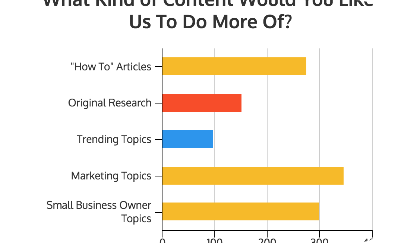 What Kind of Content Would You Like
Us To Do More Of?
"How To" Articles
Original Research
Trending Topics
Marketing Topics
Small Business Owner
Topics
0 100 200 300